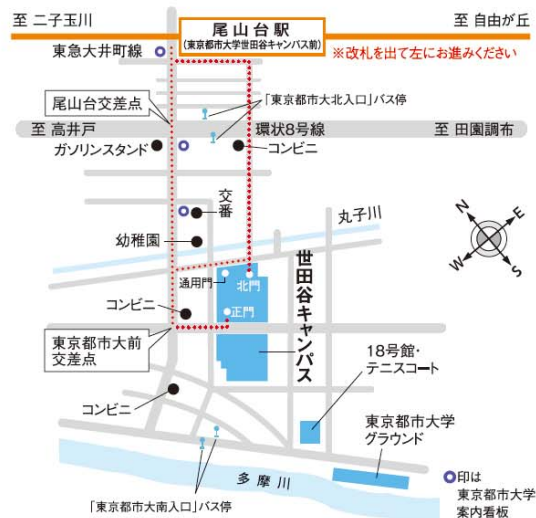 至 二子玉川
尾山台駅
(東京都市大学世田谷キャンパス前)
至 自由が丘
東急大井町線
※改札を出て左にお進みください
尾山台交差点
「東京都市大北入口」バス停
至 高井戸
環状8号線
至 田園調布
ガソリンスタンド
コンビニ
交番
丸子川
幼稚園
N
E
W
S
通用門
北門
世田谷キャンパス
コンビニ
正門
東京都市大前
交差点
18号館・
テニスコート
コンビニ
東京都市大学
グラウンド
多摩川
「東京都市大南入口」バス停
印は
東京都市大学
案内看板